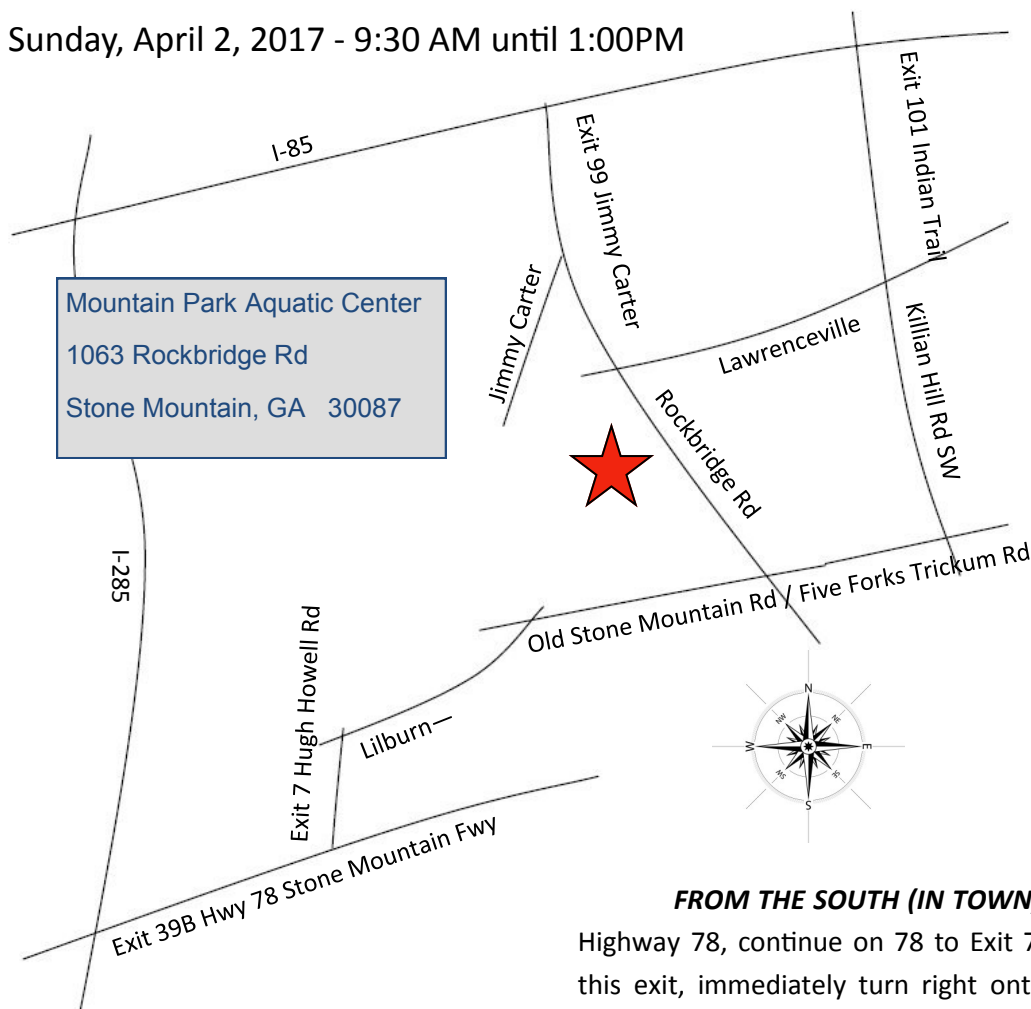 Sunday, April 2, 2017 - 9:30 AM until 1:00PM
I-85
Exit 99 Jimmy Carter
Exit 101 Indian Trail
Mountain Park Aquatic Center
1063 Rockbridge Rd
Stone Mountain, GA 30087
Jimmy Carter
Lawrenceville
Killian Hill Rd SW
Rockbridge Rd
I-285
Old Stone Mountain Rd / Five Forks Trickum Rd
Exit 7 Hugh Howell Rd
Lilburn—
Exit 39B Hwy 78 Stone Mountain Fwy
N
NW
NE
W
E
SW
SE
S
FROM THE SOUTH (IN TOWN
Highway 78, continue on 78 to Exit 7
this exit, immediately turn right ont